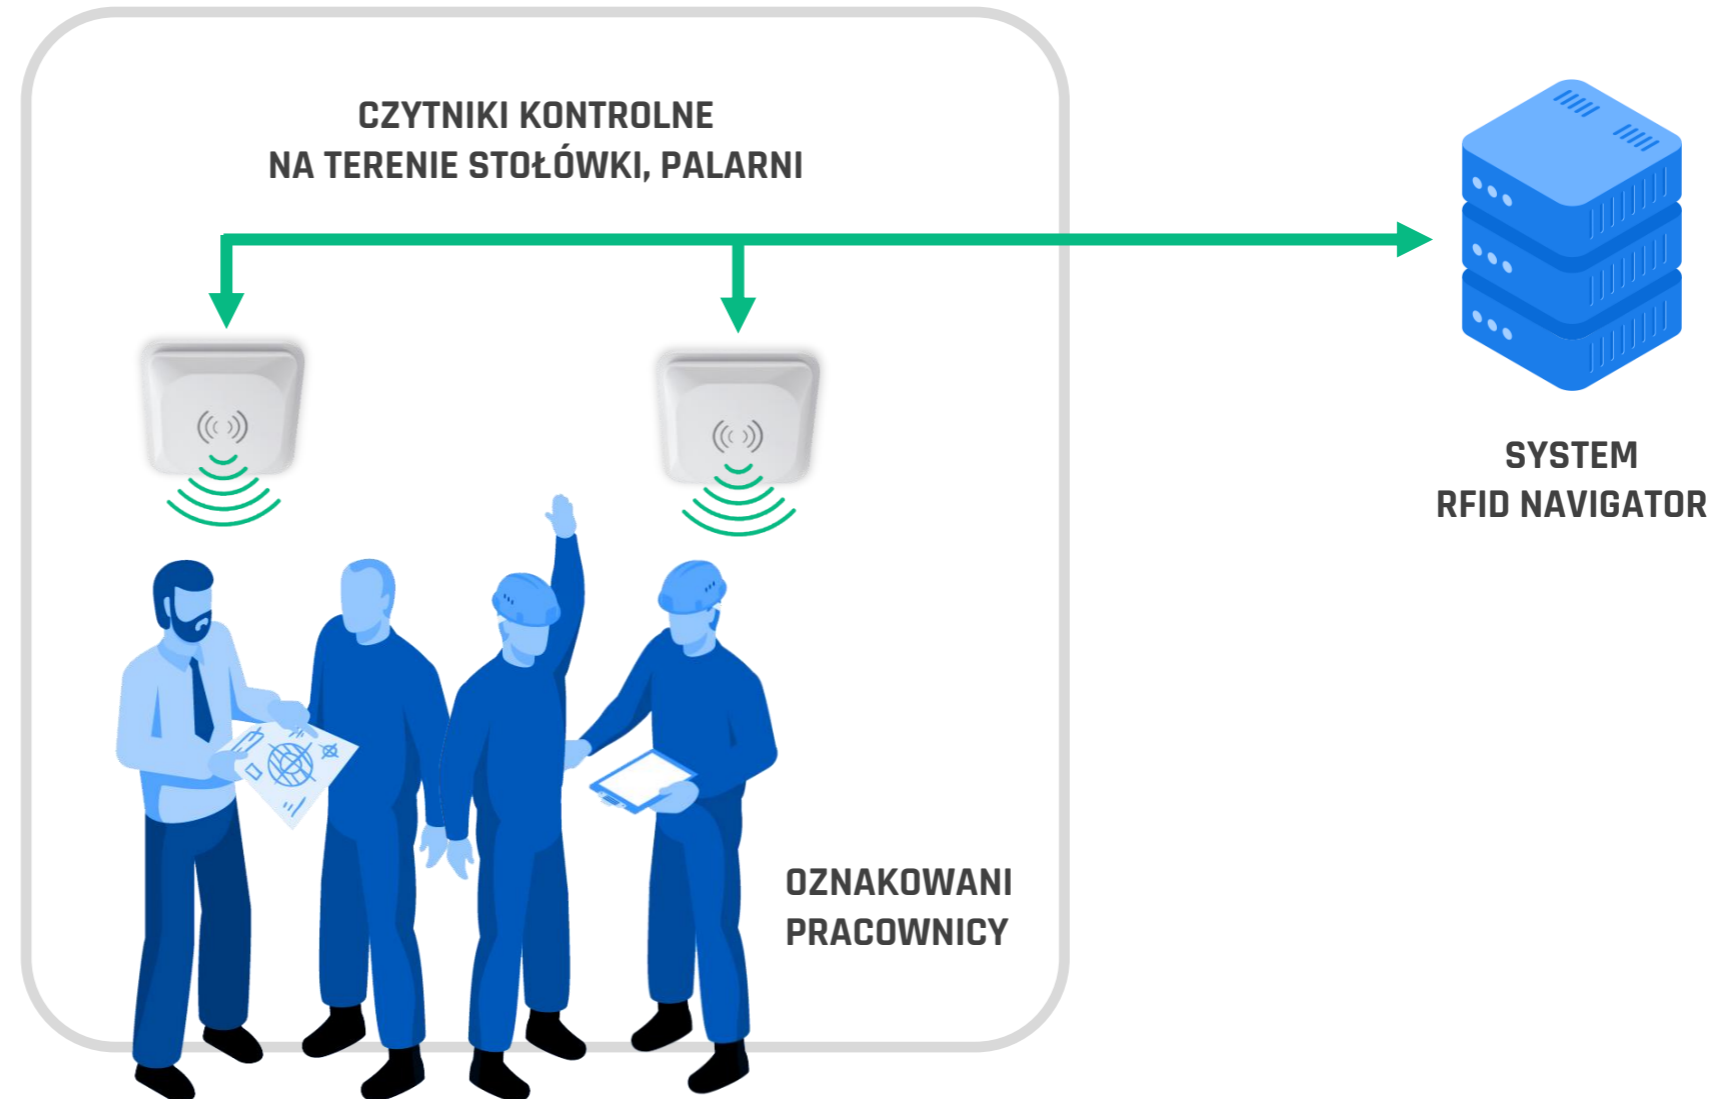 CZYTNIKI KONTROLNE
NA TERENIE STOŁÓWKI, PALARNI
SYSTEM
RFID NAVIGATOR
OZNAKOWANI
PRACOWNICY